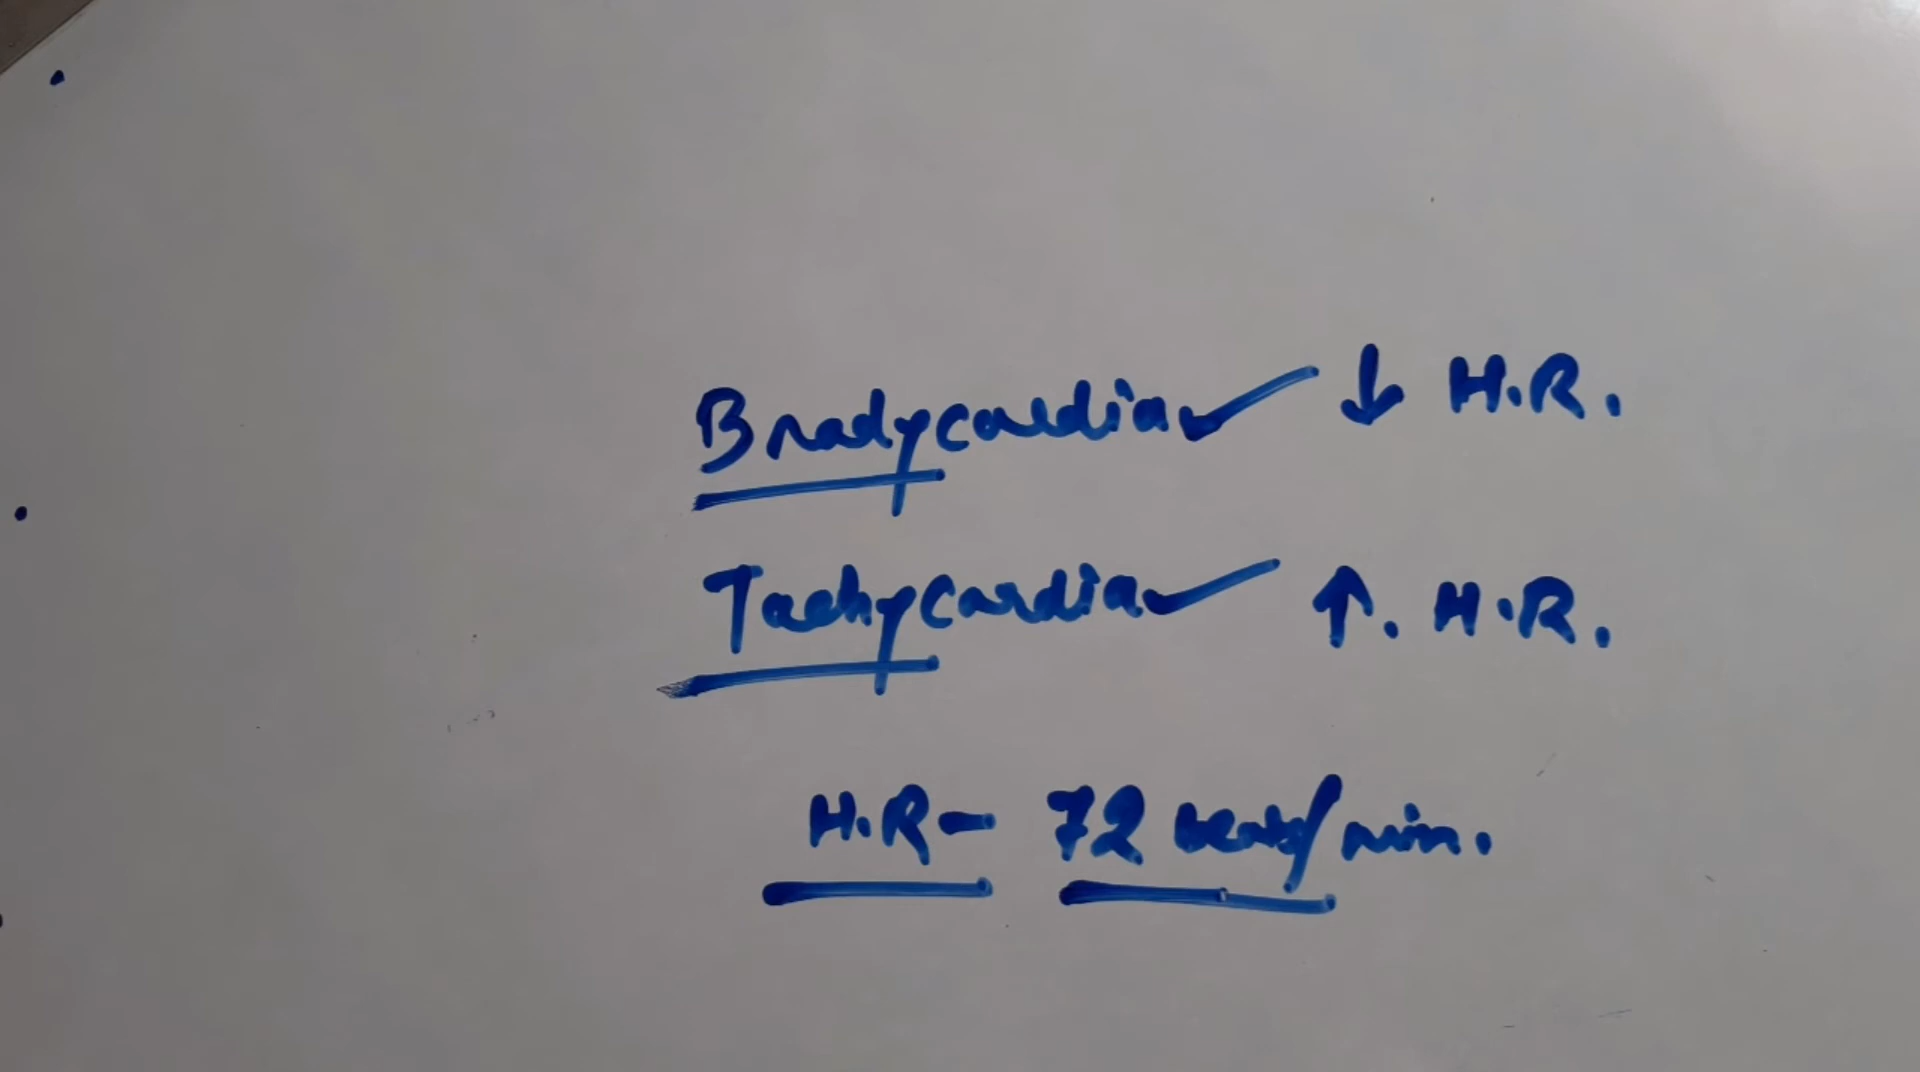 Bradycardia ✓ ↓ H.R.
Tachycardia ✓ ↑. H.R.
H.R - 72 beats/min.